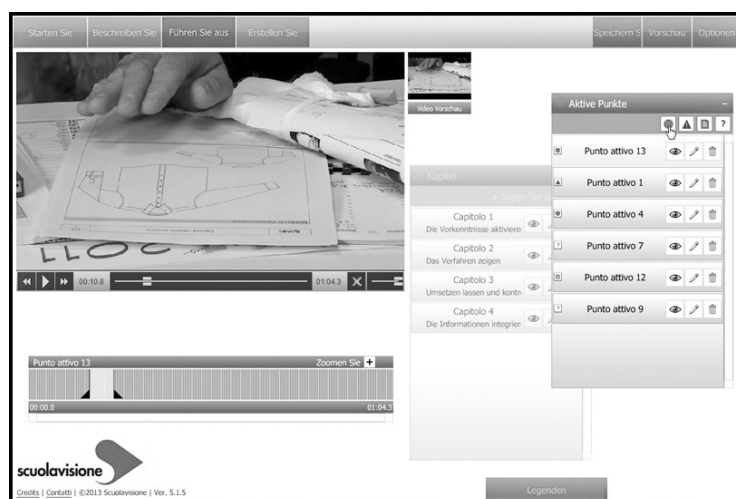 Starten Sie
Beschreiben Sie
Führen Sie aus
Erstellen Sie
Speichern S
Vorschau
Optionen
Video Vorschau
Aktive Punkte
?
Punto attivo 13
Punto attivo 1
Punto attivo 4
Punto attivo 7
Punto attivo 12
Punto attivo 9
Kapitel
+ fügen Sie
Capitolo 1
Die Vorkenntnisse aktiviere
Capitolo 2
Das Verfahren zeigen
Capitolo 3
Umsetzen lassen und kontr
Capitolo 4
Die Informationen integrier
00:10.8
01:04.3
Punto attivo 13
Zoomen Sie +
00:00.0
01:04.3
scuolavisione
Credits | Contatti | ©2013 Scuolavisione | Ver. 5.1.5
Legenden